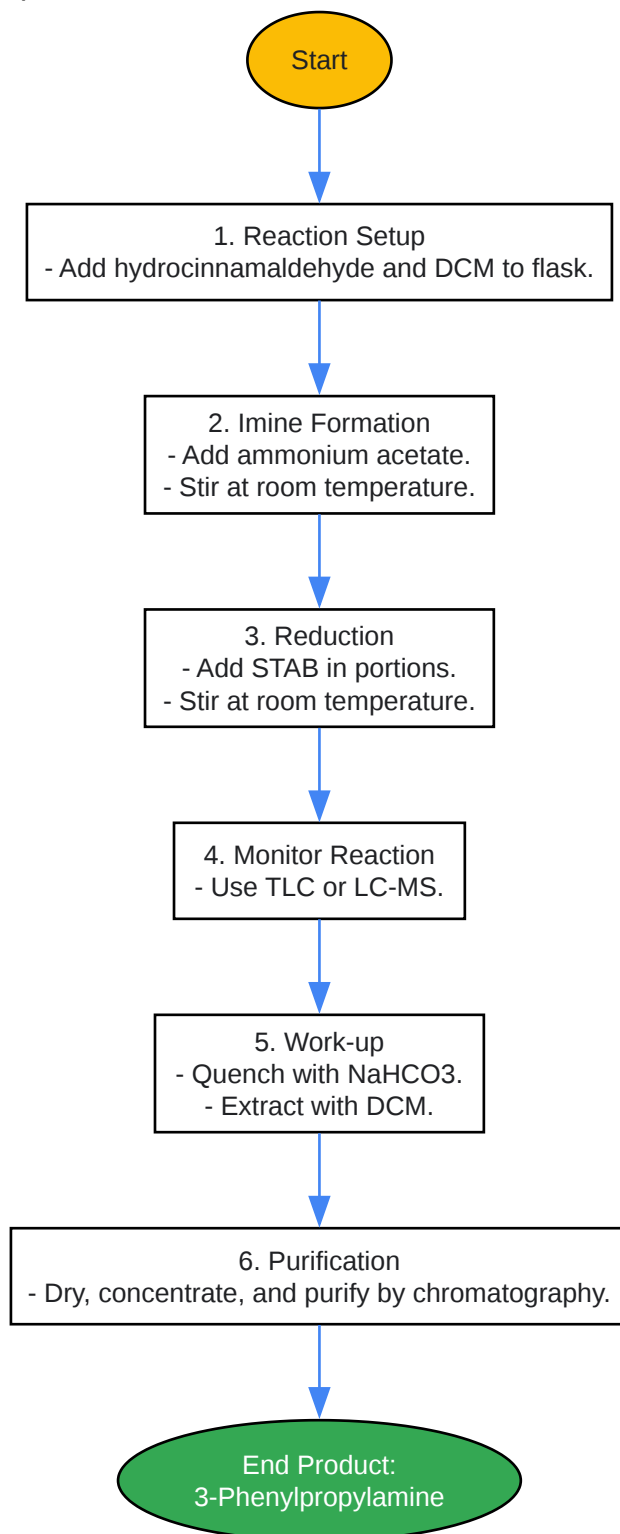 Start
1. Reaction Setup
- Add hydrocinnamaldehyde and DCM to flask.
2. Imine Formation
- Add ammonium acetate.
- Stir at room temperature.
3. Reduction
- Add STAB in portions.
- Stir at room temperature.
4. Monitor Reaction
- Use TLC or LC-MS.
5. Work-up
- Quench with NaHCO3.
- Extract with DCM.
6. Purification
- Dry, concentrate, and purify by chromatography.
End Product:
3-Phenylpropylamine